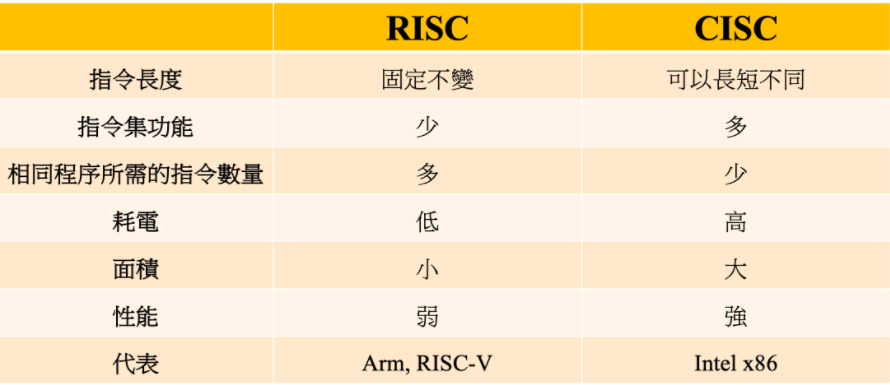 RISC CISC
指令長度 固定不變 可以長短不同
指令集功能 少 多
相同程序所需的指令數量 多 少
耗電 低 高
面積 小 大
性能 弱 強
代表 Arm, RISC-V Intel x86